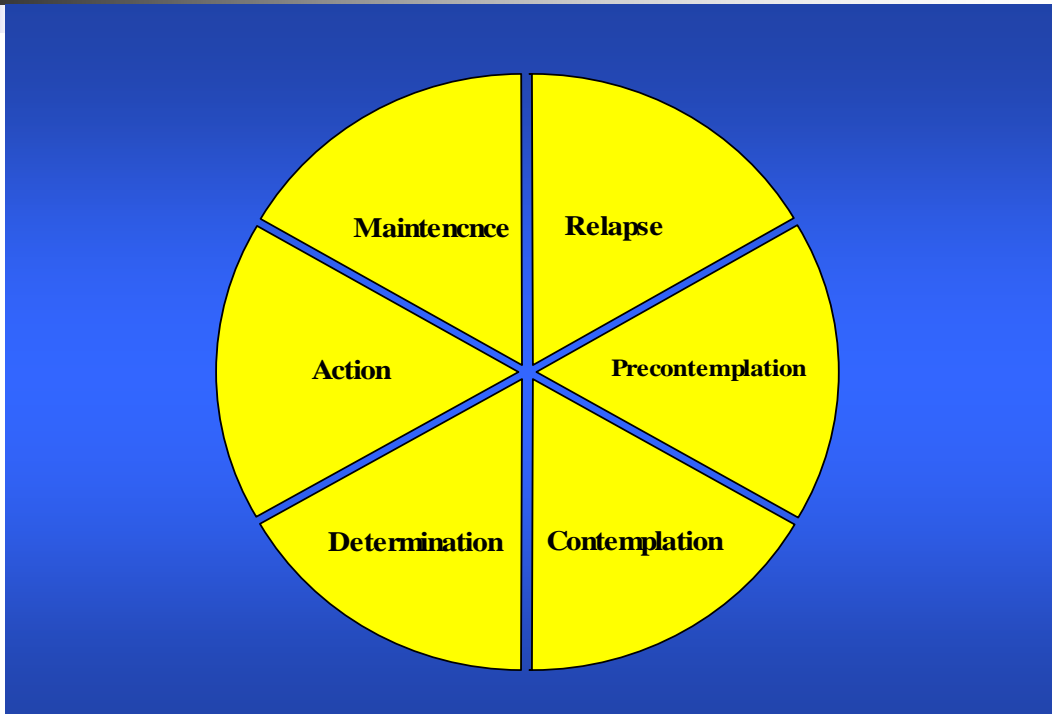 Maintencnce
Relapse
Action
Precontemplation
Determination
Contemplation